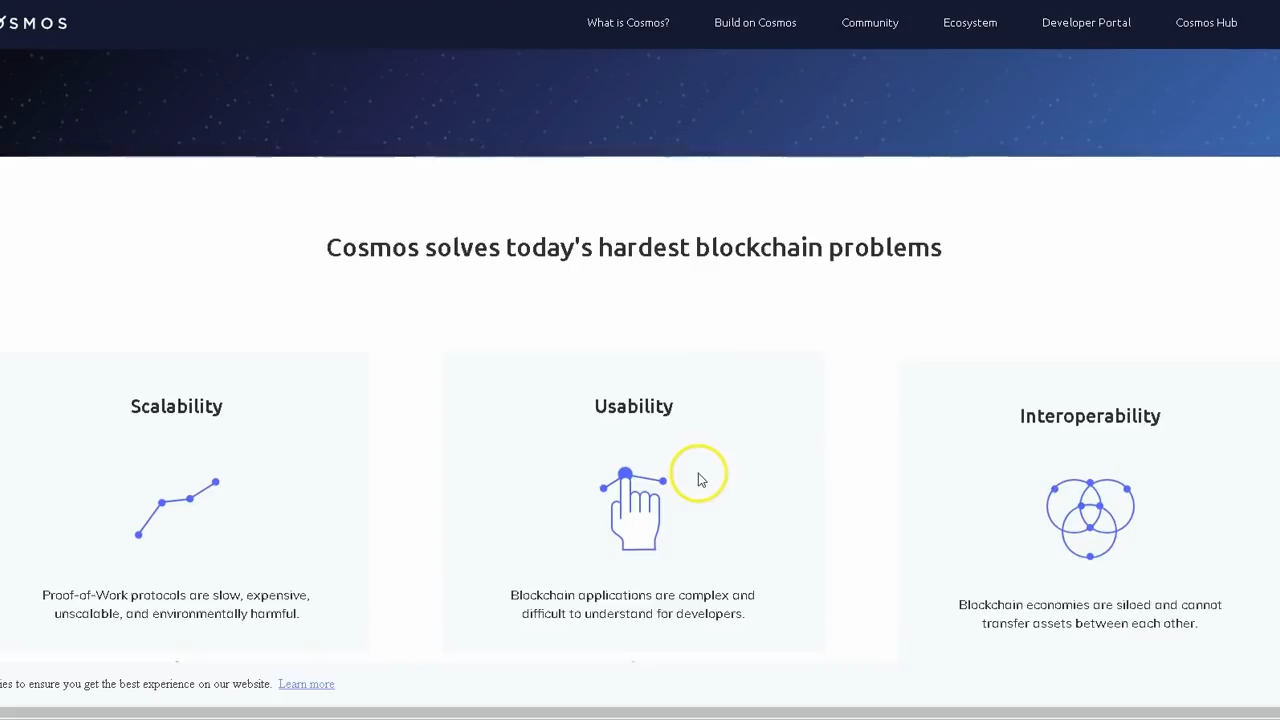 OSMOS
What is Cosmos?
Build on Cosmos
Community
Ecosystem
Developer Portal
Cosmos Hub
Cosmos solves today's hardest blockchain problems
Scalability
Proof-of-Work protocols are slow, expensive,
unscalable, and environmentally harmful.
Usability
Blockchain applications are complex and
difficult to understand for developers.
Interoperability
Blockchain economies are siloed and cannot
transfer assets between each other.
ies to ensure you get the best experience on our website. Learn more